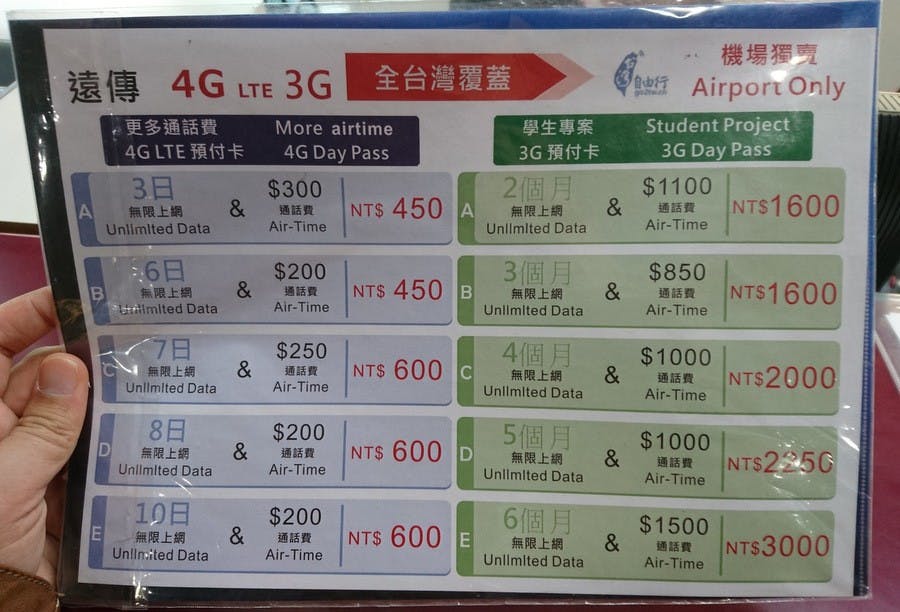 遠傳 4G LTE 3G 全台灣覆蓋
自由行
機場獨賣
Airport Only
更多通話費 More airtime
4G LTE 預付卡 4G Day Pass
A
3日
無限上網
UnlImIted Data
&
$300
通話費
Air-Time
NT$ 450
B
6日
無限上網
UnlImIted Data
&
$200
通話費
Air-Time
NT$ 450
C
7日
無限上網
UnlImIted Data
&
$250
通話費
Air-Time
NT$ 600
D
8日
無限上網
UnlImIted Data
&
$200
通話費
Air-Time
NT$ 600
E
10日
無限上網
UnlImIted Data
&
$200
通話費
Air-Time
NT$ 600
學生專案 Student Project
3G 預付卡 3G Day Pass
A
2個月
無限上網
UnlImIted Data
&
$1100
通話費
Air-Time
NT$1600
B
3個月
無限上網
UnlImIted Data
&
$850
通話費
Air-Time
NT$1600
C
4個月
無限上網
UnlImIted Data
&
$1000
通話費
Air-Time
NT$2000
D
5個月
無限上網
UnlImIted Data
&
$1000
通話費
Air-Time
NT$2250
E
6個月
無限上網
UnlImIted Data
&
$1500
通話費
Air-Time
NT$3000